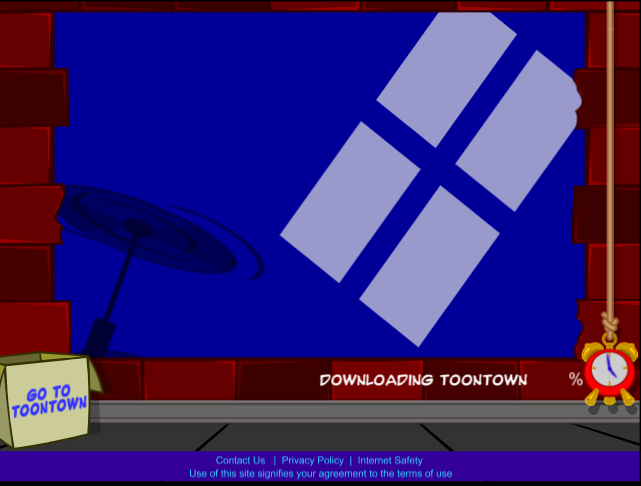 DOWNLOADING TOONTOWN %
GO TO
TOONTOWN
Contact Us | Privacy Policy | Internet Safety
Use of this site signifies your agreement to the terms of use